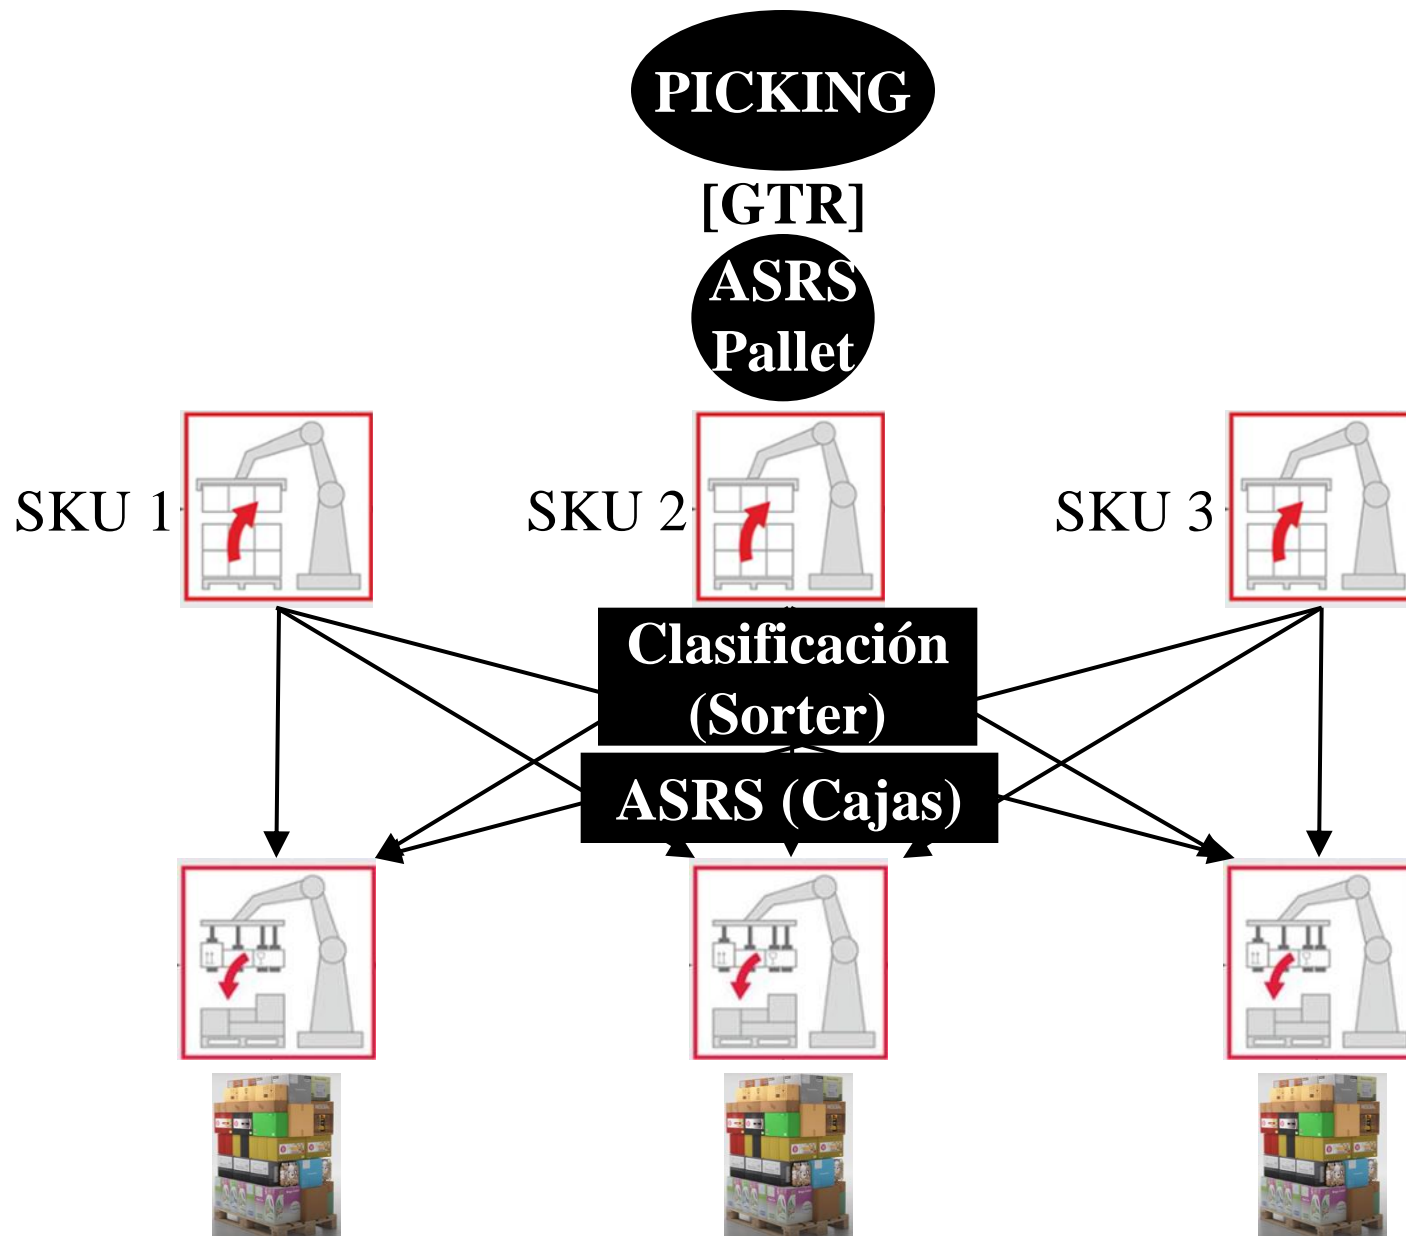 PICKING
[GTR]
ASRS
Pallet
SKU 1
SKU 2
SKU 3
Clasificación
(Sorter)
ASRS (Cajas)